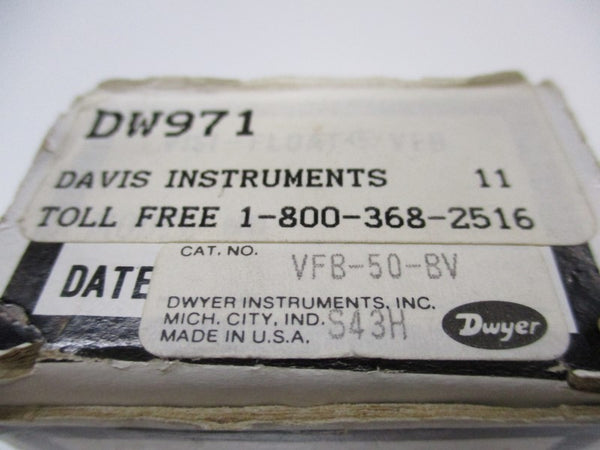 DW971
DAVIS INSTRUMENTS 11
TOLL FREE 1-800-368-2516
DATE
CAT. NO. VFB-50-BV
DWYER INSTRUMENTS, INC.
MICH. CITY, IND. S43H
MADE IN U.S.A.
Dwyer